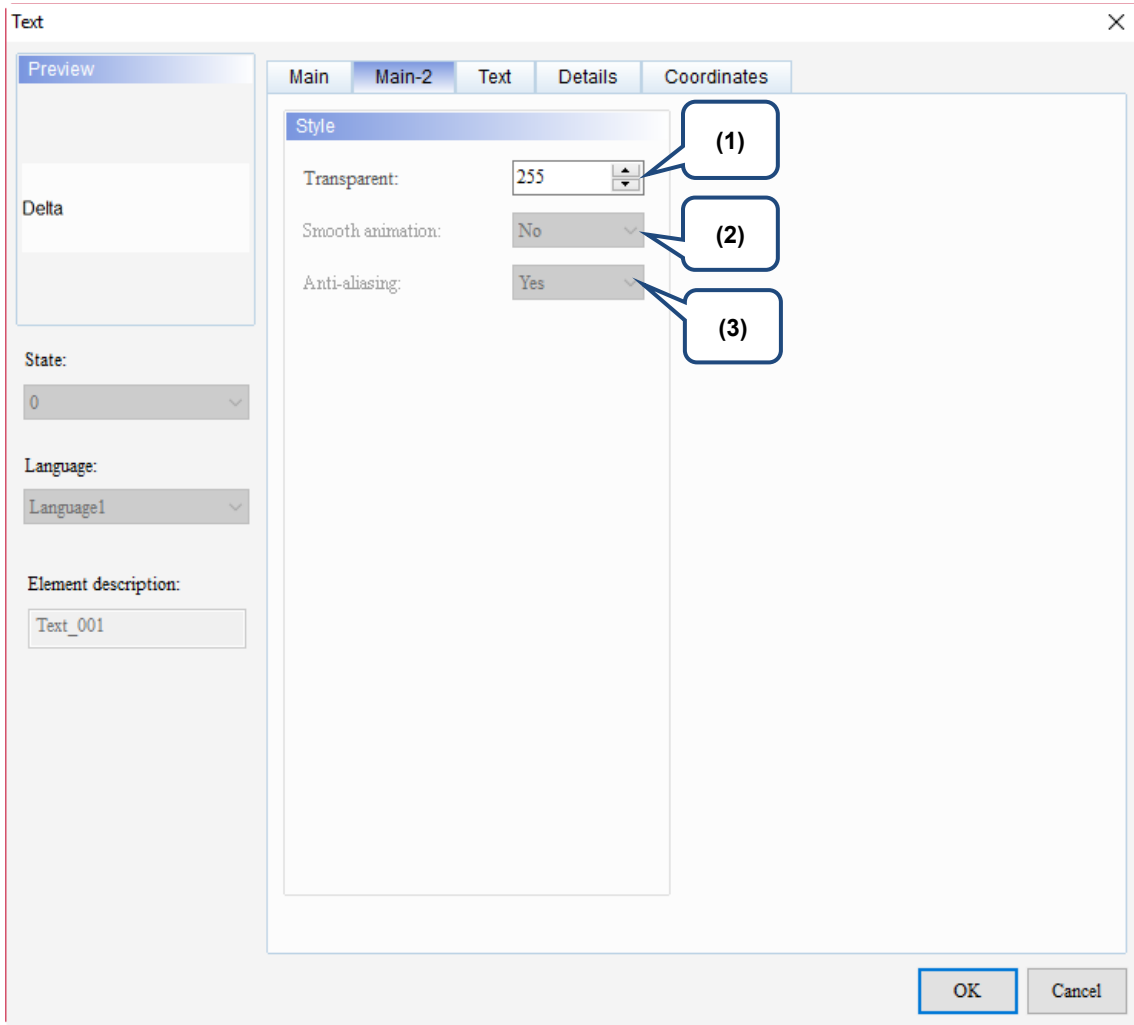 Text
Preview
Delta
State:
0
Language:
Language1
Element description:
Text_001
Main Main-2 Text Details Coordinates
Style
Transparent: 255 (1)
Smooth animation: No (2)
Anti-aliasing: Yes (3)
OK Cancel